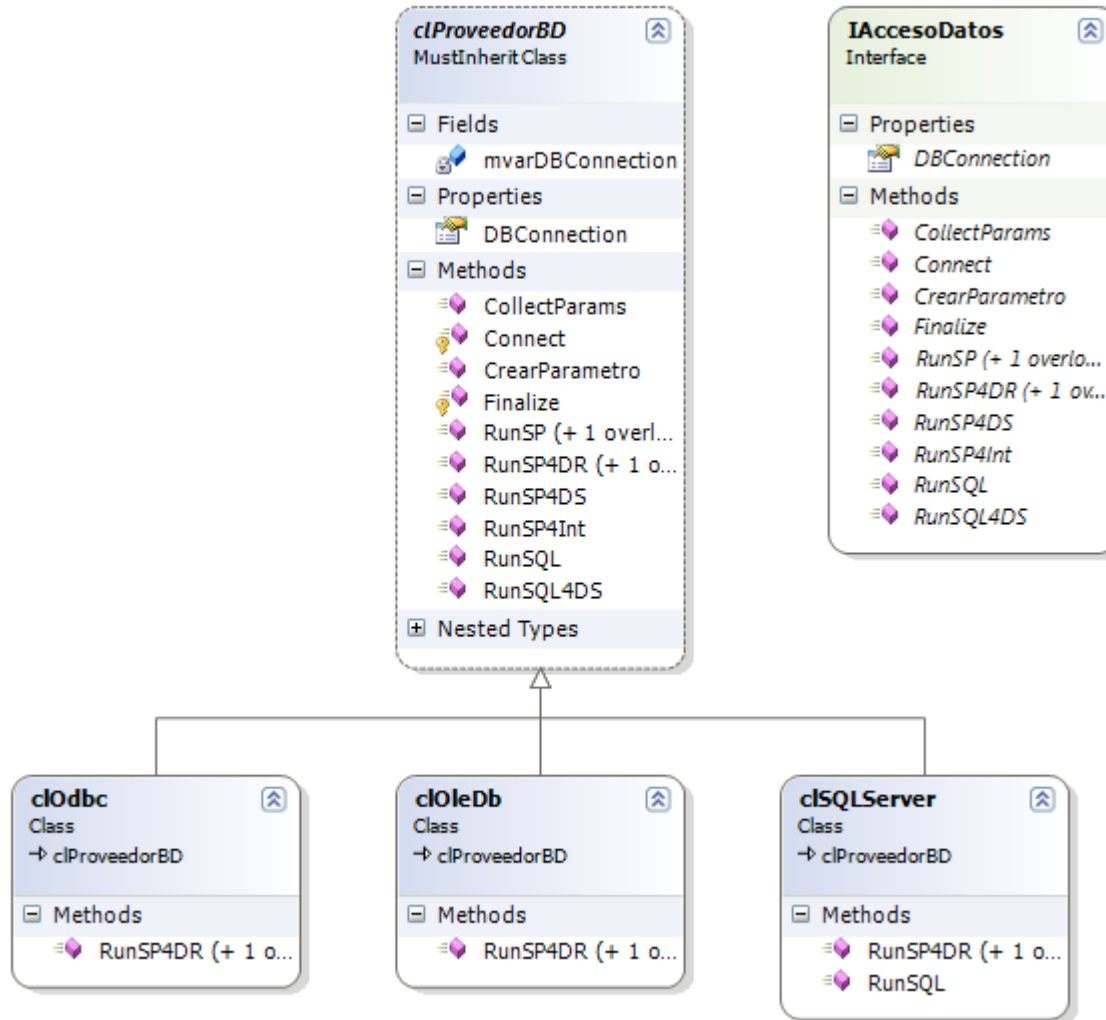 clProveedorBD
MustInherit Class
Fields
mvarDBConnection
Properties
DBConnection
Methods
CollectParams
Connect
CrearParametro
Finalize
RunSP (+ 1 overl...
RunSP4DR (+ 1 o...
RunSP4DS
RunSP4Int
RunSQL
RunSQL4DS
Nested Types
IAccesoDatos
Interface
Properties
DBConnection
Methods
CollectParams
Connect
CrearParametro
Finalize
RunSP (+ 1 overlo...
RunSP4DR (+ 1 ov...
RunSP4DS
RunSP4Int
RunSQL
RunSQL4DS
clOdbc
Class
clProveedorBD
Methods
RunSP4DR (+ 1 o...
clOleDb
Class
clProveedorBD
Methods
RunSP4DR (+ 1 o...
clSQLServer
Class
clProveedorBD
Methods
RunSP4DR (+ 1 o...
RunSQL